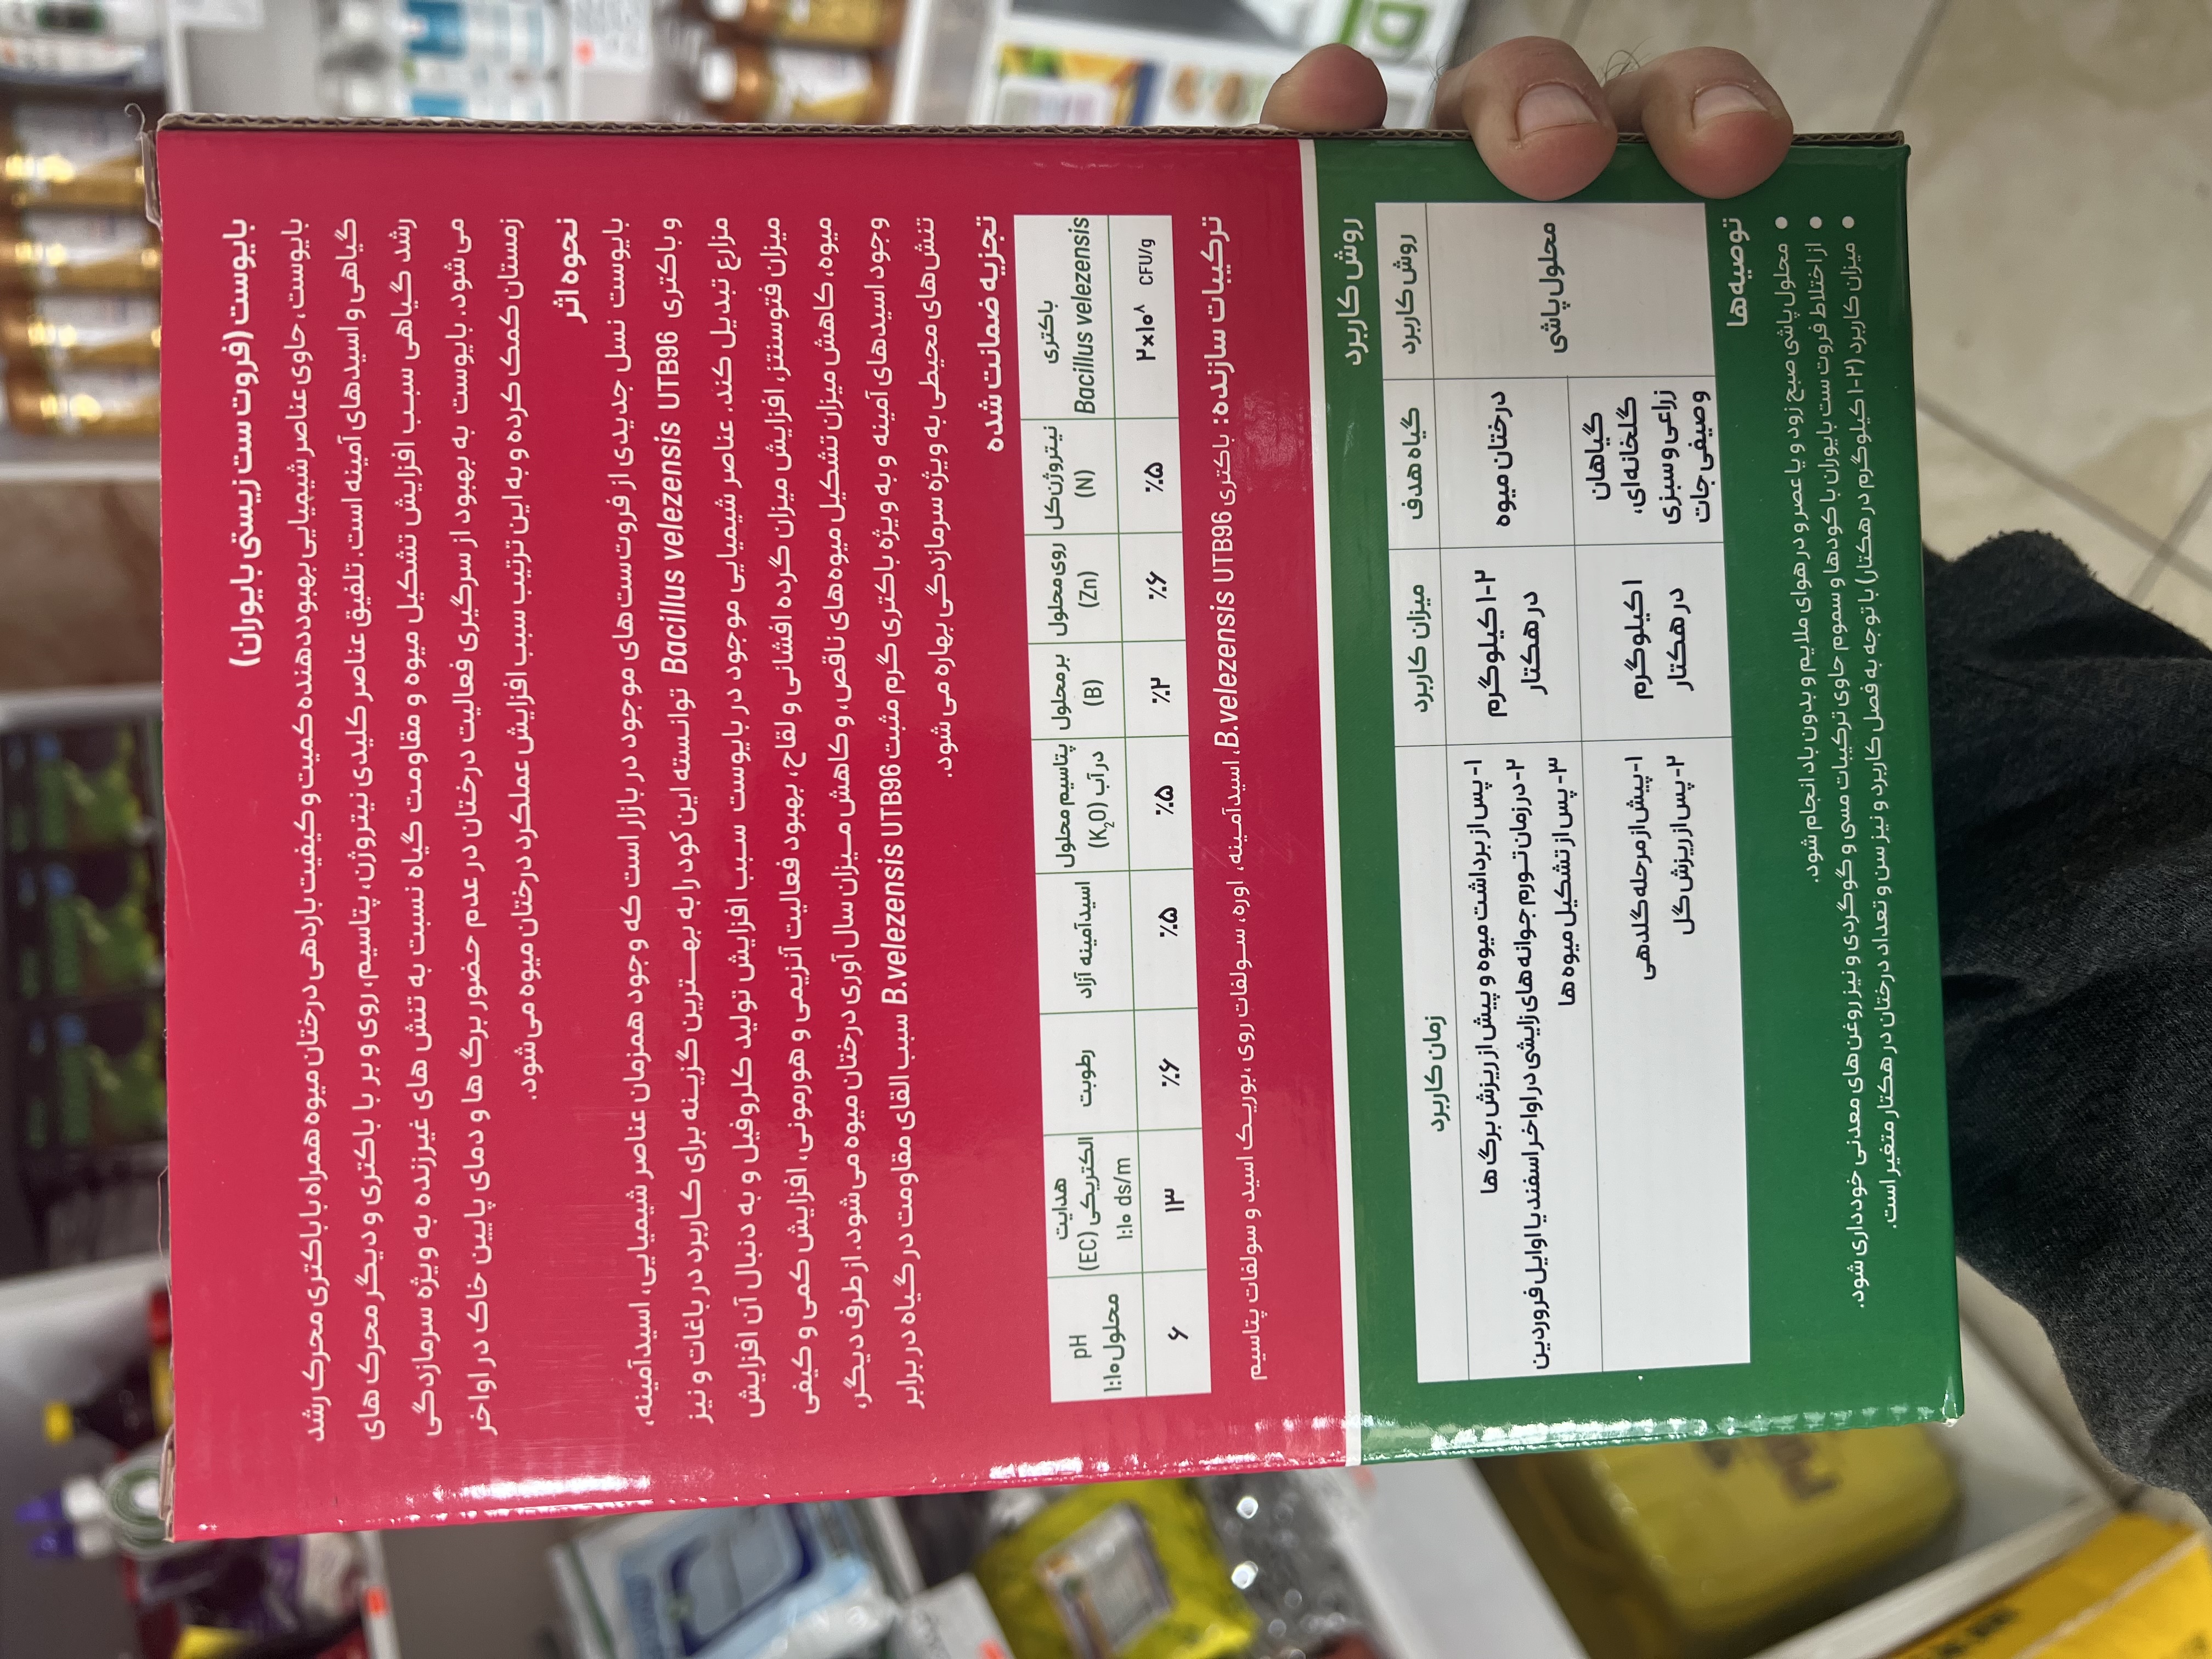 بایوست (فروت ست زیستی بایوران)
بایوست، حاوی عناصر شیمیایی بهبوددهنده کمیت و کیفیت باردهی درختان میوه همراه با باکتری محرک رشد
گیاهی و اسیدهای آمینه است. تلفیق عناصر کلیدی نیتروژن، پتاسیم، روی و بر با باکتری و دیگر محرک های
رشد گیاهی سبب افزایش تشکیل میوه و مقاومت گیاه نسبت به تنش های غیرزنده به ویژه سرمازدگی
می‌شود. بایوست به بهبود از سرگیری فعالیت درختان در عدم حضور برگ ها و دمای پایین خاک در اواخر
زمستان کمک کرده و به این ترتیب سبب افزایش عملکرد درختان میوه می‌شود.
نحوه اثر
بایوست نسل جدیدی از فروت‌ست‌های موجود در بازار است که وجود همزمان عناصر شیمیایی، اسیدآمینه،
و باکتری Bacillus velezensis UTB96 توانسته این کود را به بهترین گزینه برای کاربرد در باغات و نیز
مزارع تبدیل کند. عناصر شیمیایی موجود در بایوست سبب افزایش تولید کلروفیل و به دنبال آن افزایش
میزان فتوسنتز، افزایش میزان گرده افشانی و لقاح، بهبود فعالیت آنزیمی و هورمونی، افزایش کمی و کیفی
میوه، کاهش میزان تشکیل میوه‌های ناقص، و کاهش میزان سال آوری درختان میوه می‌شود. از طرف دیگر،
وجود اسیدهای آمینه و به ویژه باکتری گرم مثبت B.velezensis UTB96 سبب القای مقاومت در گیاه در برابر
تنش‌های محیطی به ویژه سرمازدگی بهاره می‌شود.
تجزیه ضمانت شده
باکتری Bacillus velezensis | نیتروژن کل (N) | روی محلول (Zn) | بر محلول (B) | پتاسیم محلول در آب (K2O) | اسیدآمینه آزاد | رطوبت | هدایت الکتریکی (EC) ۱:۱۰ ds/m | pH محلول ۱:۱۰
۲×۱۰⁸ CFU/g | ٪۵ | ٪۶ | ٪۲ | ٪۵ | ٪۵ | ٪۶ | ۱۳ | ۶
ترکیبات سازنده: باکتری B.velezensis UTB96، اسیدآمینه، اوره، سولفات روی، بوریک اسید و سولفات پتاسیم
روش کاربرد
روش کاربرد | گیاه هدف | میزان کاربرد | زمان کاربرد
محلول پاشی | درختان میوه | ۱-۲ کیلوگرم در هکتار | ۱- پس از برداشت میوه و پیش از ریزش برگ ها
۲- در زمان تورم جوانه های زایشی در اواخر اسفند یا اوایل فروردین
۳- پس از تشکیل میوه ها
گیاهان گلخانه‌ای، زراعی و سبزی وصیفی جات | ۱ کیلوگرم در هکتار | ۱- پیش از مرحله گلدهی
۲- پس از ریزش گل
توصیه‌ها
● محلول پاشی صبح زود و یا عصر و در هوای ملایم و بدون باد انجام شود.
● از اختلاط فروت ست بایوران با کودها و سموم حاوی ترکیبات مسی و گوگردی و نیز روغن‌های معدنی خودداری شود.
● میزان کاربرد (۲-۱ کیلوگرم در هکتار) با توجه به فصل کاربرد و نیز سن و تعداد درختان در هکتار متغیر است.